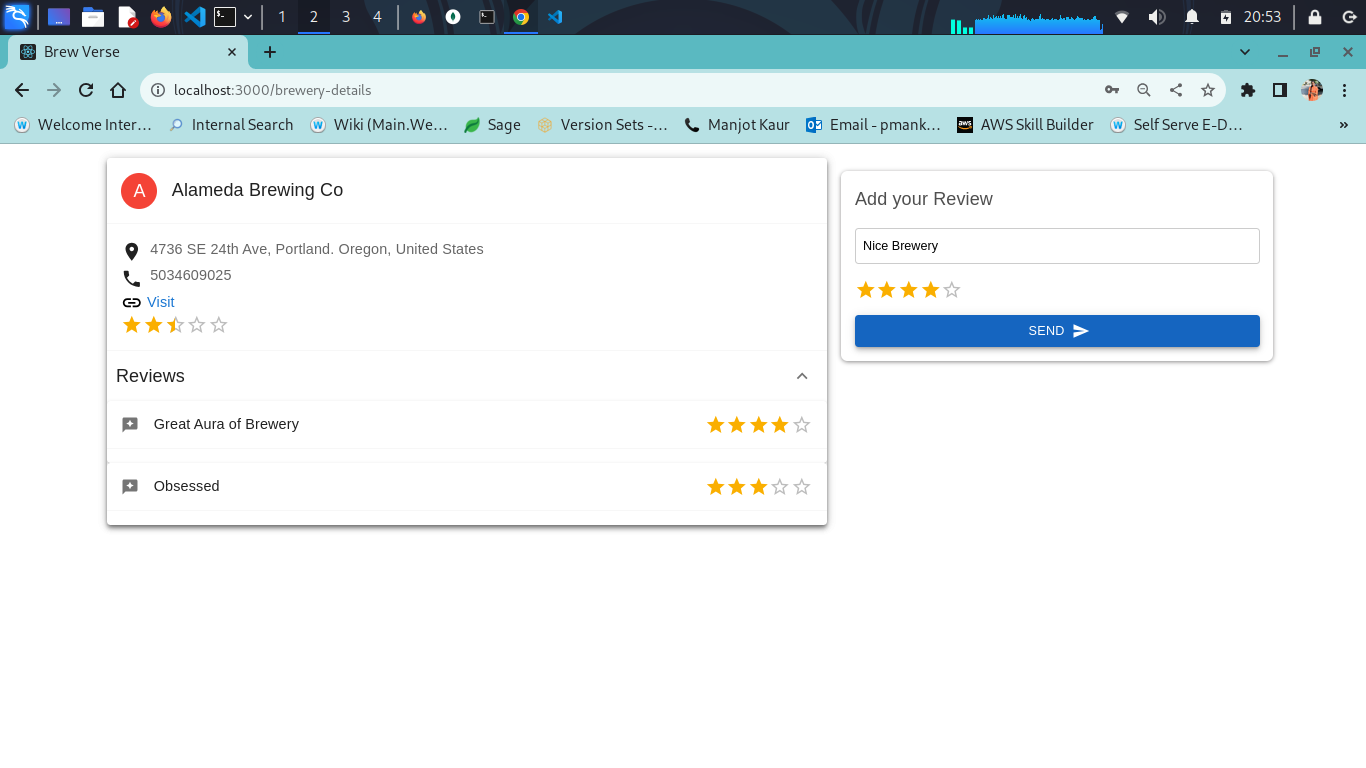 1 2 3 4 20:53
Brew Verse
localhost:3000/brewery-details
Welcome Inter… Internal Search Wiki (Main.We… Sage Version Sets -… Manjot Kaur Email - pmank… aws AWS Skill Builder Self Serve E-D… »
A Alameda Brewing Co
4736 SE 24th Ave, Portland. Oregon, United States
5034609025
Visit
Reviews
Great Aura of Brewery
Obsessed
Add your Review
Nice Brewery
SEND